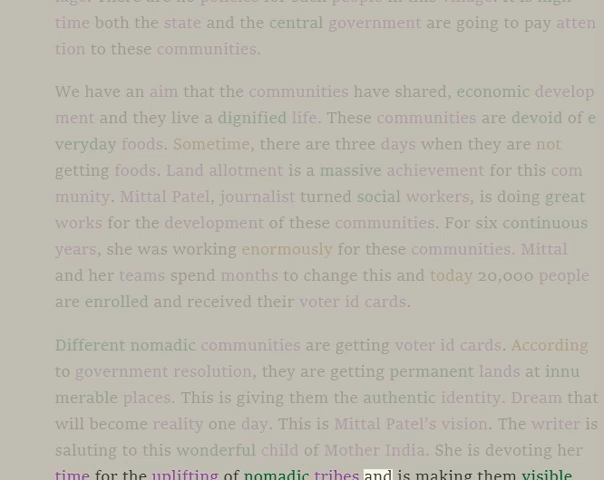 time both the state and the central government are going to pay atten
tion to these communities.
We have an aim that the communities have shared, economic develop
ment and they live a dignified life. These communities are devoid of e
veryday foods. Sometime, there are three days when they are not
getting foods. Land allotment is a massive achievement for this com
munity. Mittal Patel, journalist turned social workers, is doing great
works for the development of these communities. For six continuous
years, she was working enormously for these communities. Mittal
and her teams spend months to change this and today 20,000 people
are enrolled and received their voter id cards.
Different nomadic communities are getting voter id cards. According
to government resolution, they are getting permanent lands at innu
merable places. This is giving them the authentic identity. Dream that
will become reality one day. This is Mittal Patel's vision. The writer is
saluting to this wonderful child of Mother India. She is devoting her
time for the uplifting of nomadic tribes and is making them visible